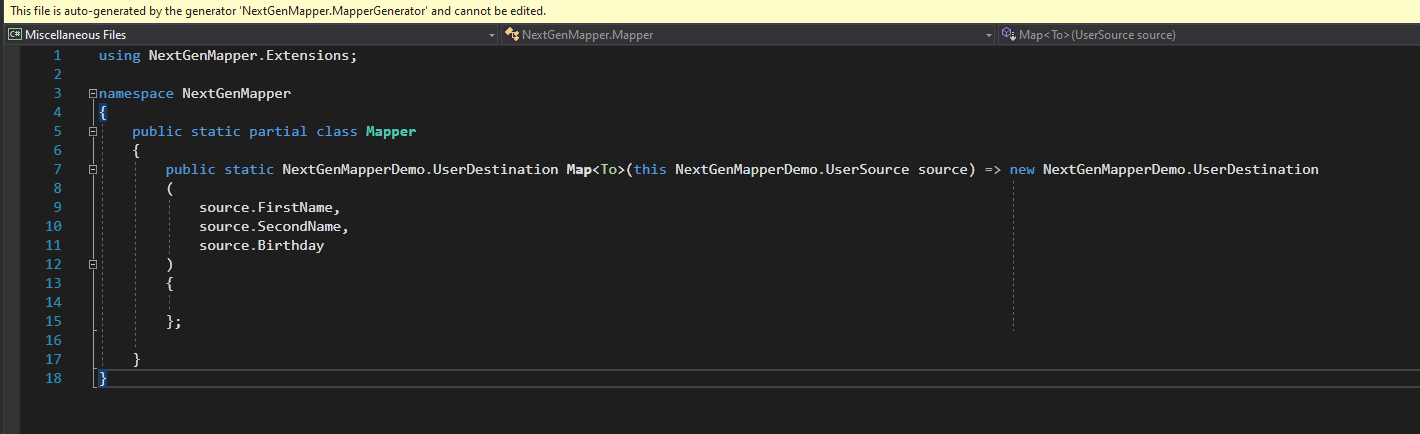 This file is auto-generated by the generator 'NextGenMapper.MapperGenerator' and cannot be edited.
C# Miscellaneous Files NextGenMapper.Mapper Map<To>(UserSource source)
1 using NextGenMapper.Extensions;
2
3 namespace NextGenMapper
4 {
5 public static partial class Mapper
6 {
7 public static NextGenMapperDemo.UserDestination Map<To>(this NextGenMapperDemo.UserSource source) => new NextGenMapperDemo.UserDestination
8 (
9 source.FirstName,
10 source.SecondName,
11 source.Birthday
12 )
13 {
14
15 };
16
17 }
18 }